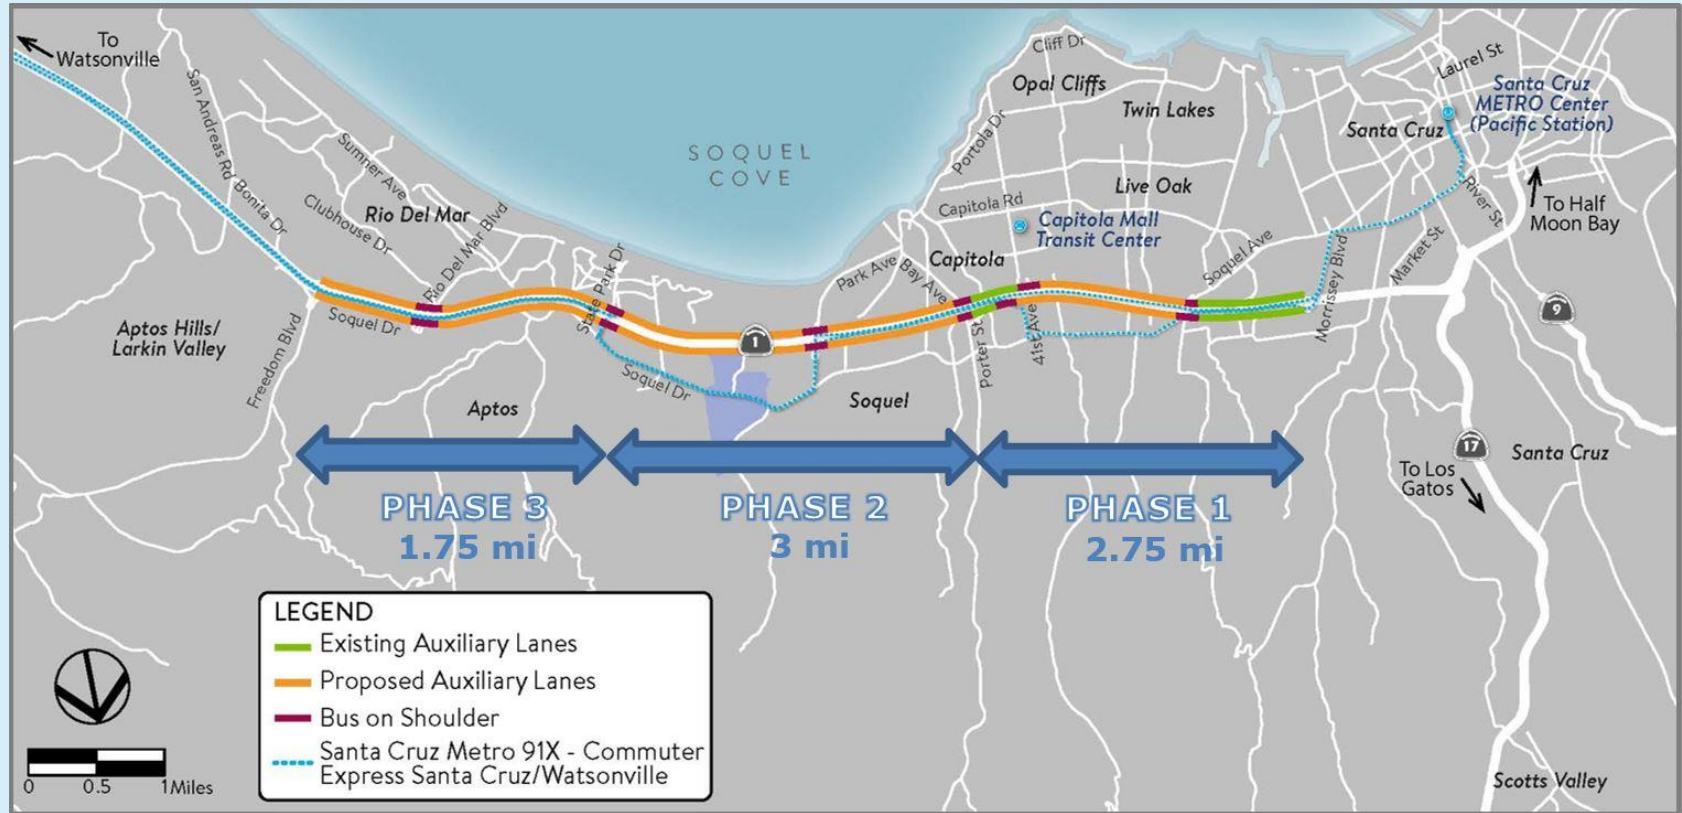 To
Watsonville
San Andreas Rd
Bonita Dr
Sumner Ave
Clubhouse Dr
Rio Del Mar
Rio Del Mar Blvd
SOQUEL
COVE
State Park Dr
Cliff Dr
Opal Cliffs
Twin Lakes
Portola Dr
Live Oak
Capitola Rd
Capitola Mall
Transit Center
Park Ave
Bay Ave
Capitola
Soquel Ave
Laurel St
Santa Cruz
METRO Center
(Pacific Station)
Santa Cruz
River St
To Half
Moon Bay
Market St
Morrissey Blvd
9
Aptos Hills/
Larkin Valley
Freedom Blvd
Soquel Dr
Aptos
Soquel Dr
1
Soquel
Porter St
41st Ave
17
Santa Cruz
To Los
Gatos
Scotts Valley
PHASE 3
1.75 mi
PHASE 2
3 mi
PHASE 1
2.75 mi
LEGEND
Existing Auxiliary Lanes
Proposed Auxiliary Lanes
Bus on Shoulder
Santa Cruz Metro 91X - Commuter
Express Santa Cruz/Watsonville
0 0.5 1 Miles